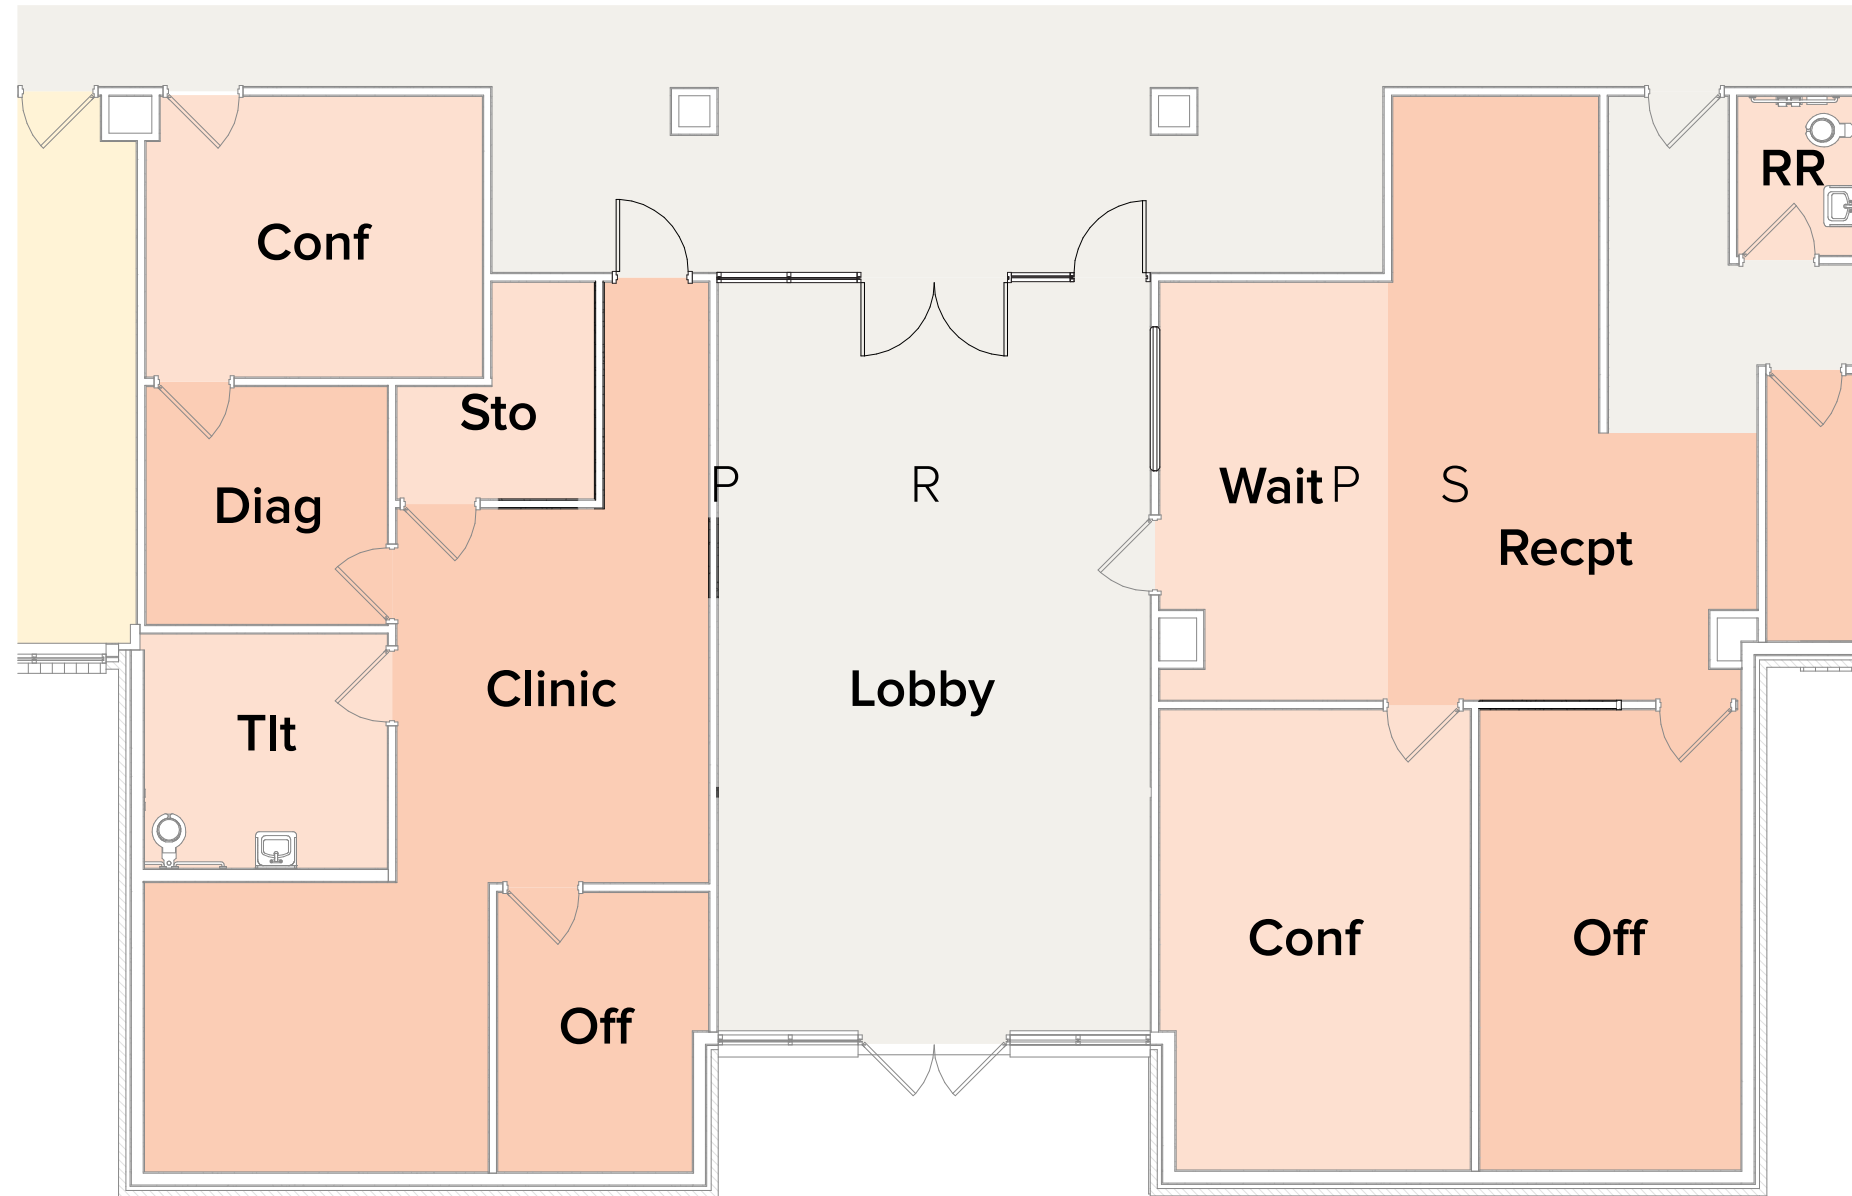 RR
Conf
Sto
Diag
P
R
Wait
P
S
Recpt
Clinic
Lobby
Tlt
Conf
Off
Off